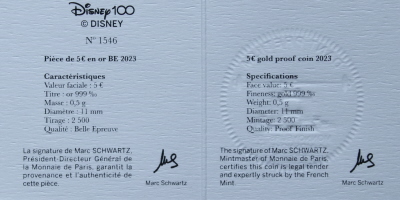 Disney 100
© DISNEY
N° 1546
Pièce de 5€ en or BE 2023
Caractéristiques
Valeur faciale : 5 €
Titre : or 999 ‰
Masse : 0,5 g
Diamètre : 11 mm
Tirage : 2 500
Qualité : Belle Epreuve
La signature de Marc SCHWARTZ,
Président-Directeur Général de
la Monnaie de Paris, garantit la
provenance et l'authenticité de
cette pièce.
Marc Schwartz
5€ gold proof coin 2023
Specifications
Face value: 5 €
Fineness: gold 999 ‰
Weight: 0,5 g
Diameter: 11 mm
Mintage: 2 500
Quality: Proof Finish
The signature of Marc SCHWARTZ,
Mintmaster of Monnaie de Paris,
certifies this coin is legal tender
and expertly struck by the French
Mint.
Marc Schwartz